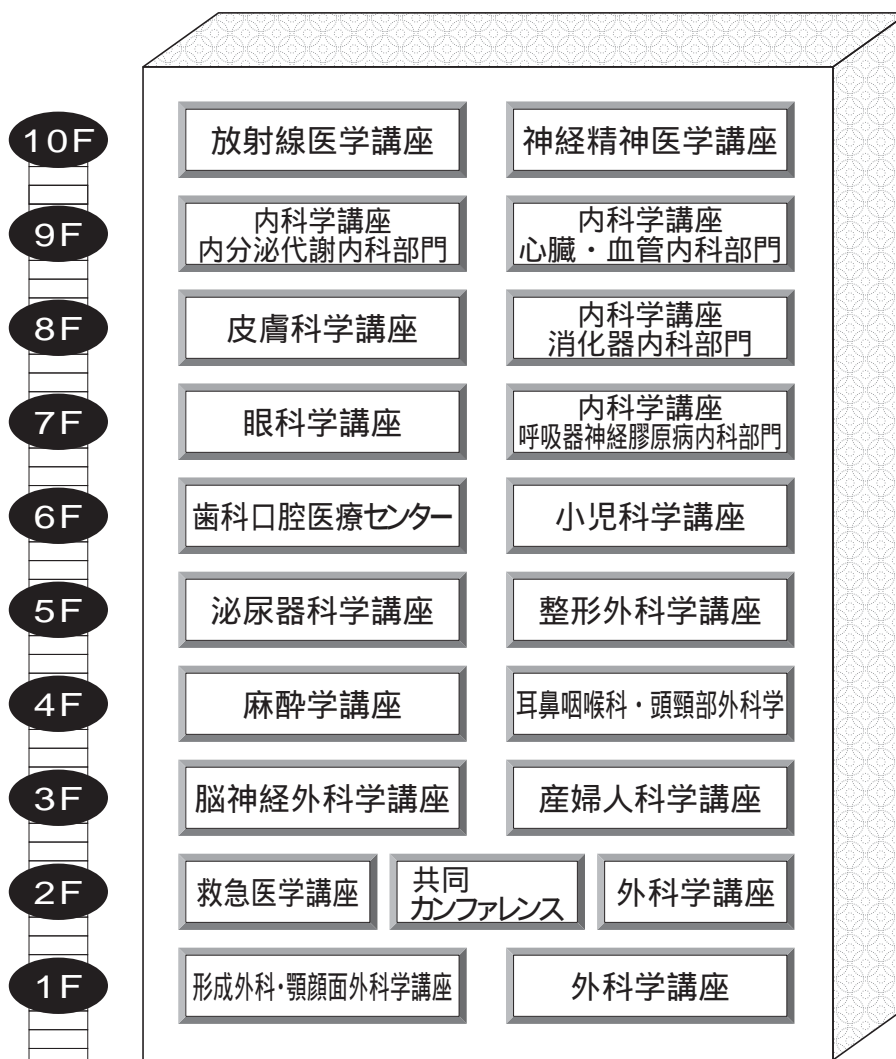 10F
放射線医学講座
神経精神医学講座
9F
内科学講座
内分泌代謝内科部門
内科学講座
心臓・血管内科部門
8F
皮膚科学講座
内科学講座
消化器内科部門
7F
眼科学講座
内科学講座
呼吸器神経膠原病内科部門
6F
歯科口腔医療センター
小児科学講座
5F
泌尿器科学講座
整形外科学講座
4F
麻酔学講座
耳鼻咽喉科・頭頸部外科学
3F
脳神経外科学講座
産婦人科学講座
2F
救急医学講座
共同
カンファレンス
外科学講座
1F
形成外科・顎顔面外科学講座
外科学講座